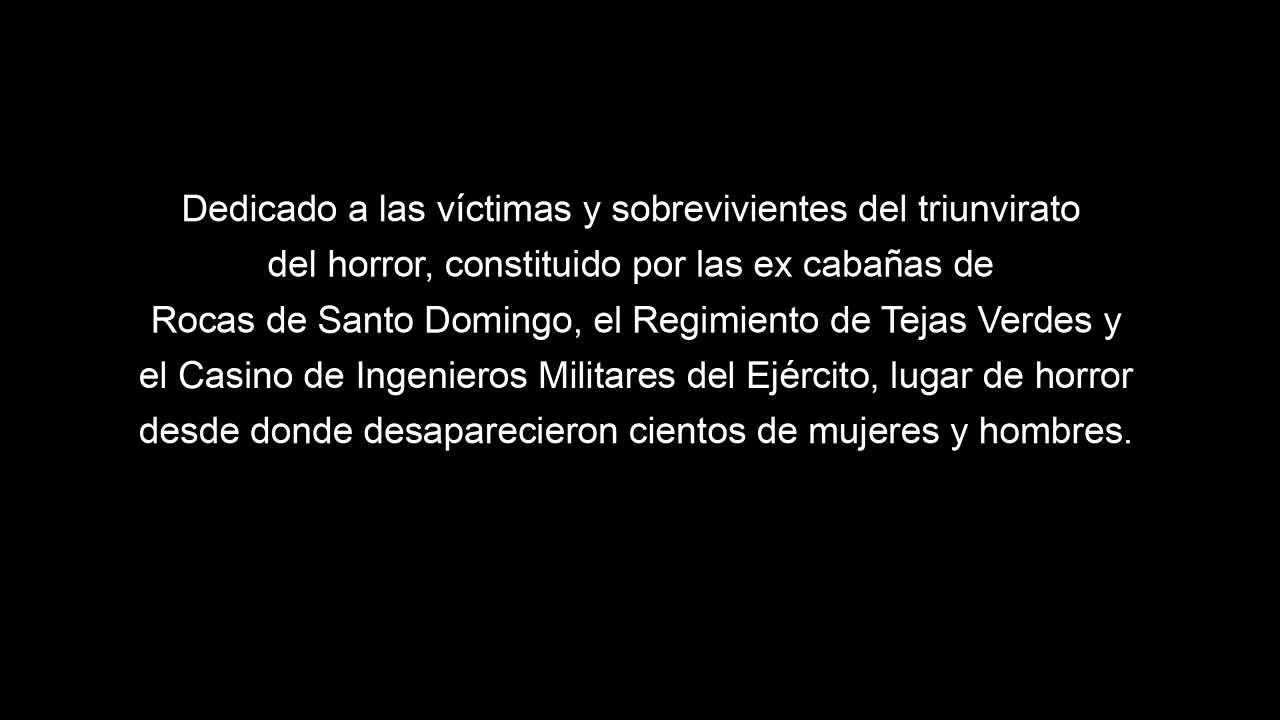 Dedicado a las víctimas y sobrevivientes del triunvirato
del horror, constituido por las ex cabañas de
Rocas de Santo Domingo, el Regimiento de Tejas Verdes y
el Casino de Ingenieros Militares del Ejército, lugar de horror
desde donde desaparecieron cientos de mujeres y hombres.